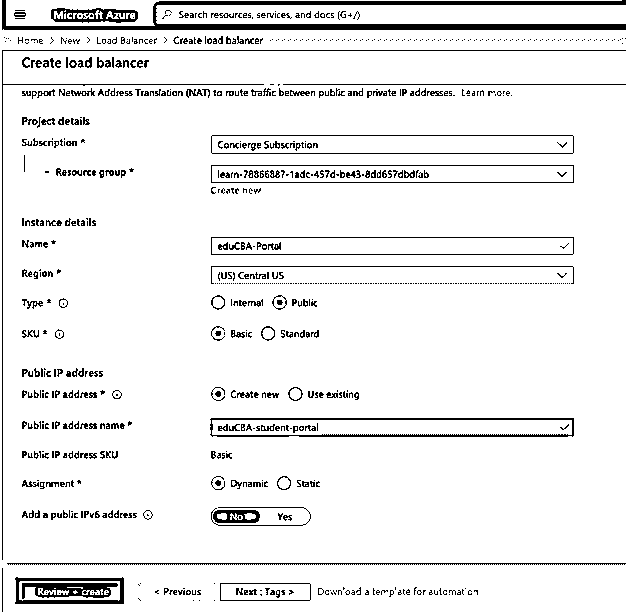 Microsoft Azure
Search resources, services, and docs (G+/)
Home > New > Load Balancer > Create load balancer
Create load balancer
support Network Address Translation (NAT) to route traffic between public and private IP addresses. Learn more.
Project details
Subscription * Concierge Subscription
Resource group * learn-78866887-1adc-457d-be43-8dd657dbdfab
Create new
Instance details
Name * eduCBA-Portal
Region * (US) Central US
Type * Internal Public
SKU * Basic Standard
Public IP address
Public IP address * Create new Use existing
Public IP address name * eduCBA-student-portal
Public IP address SKU Basic
Assignment * Dynamic Static
Add a public IPv6 address No Yes
Review + create < Previous Next : Tags > Download a template for automation